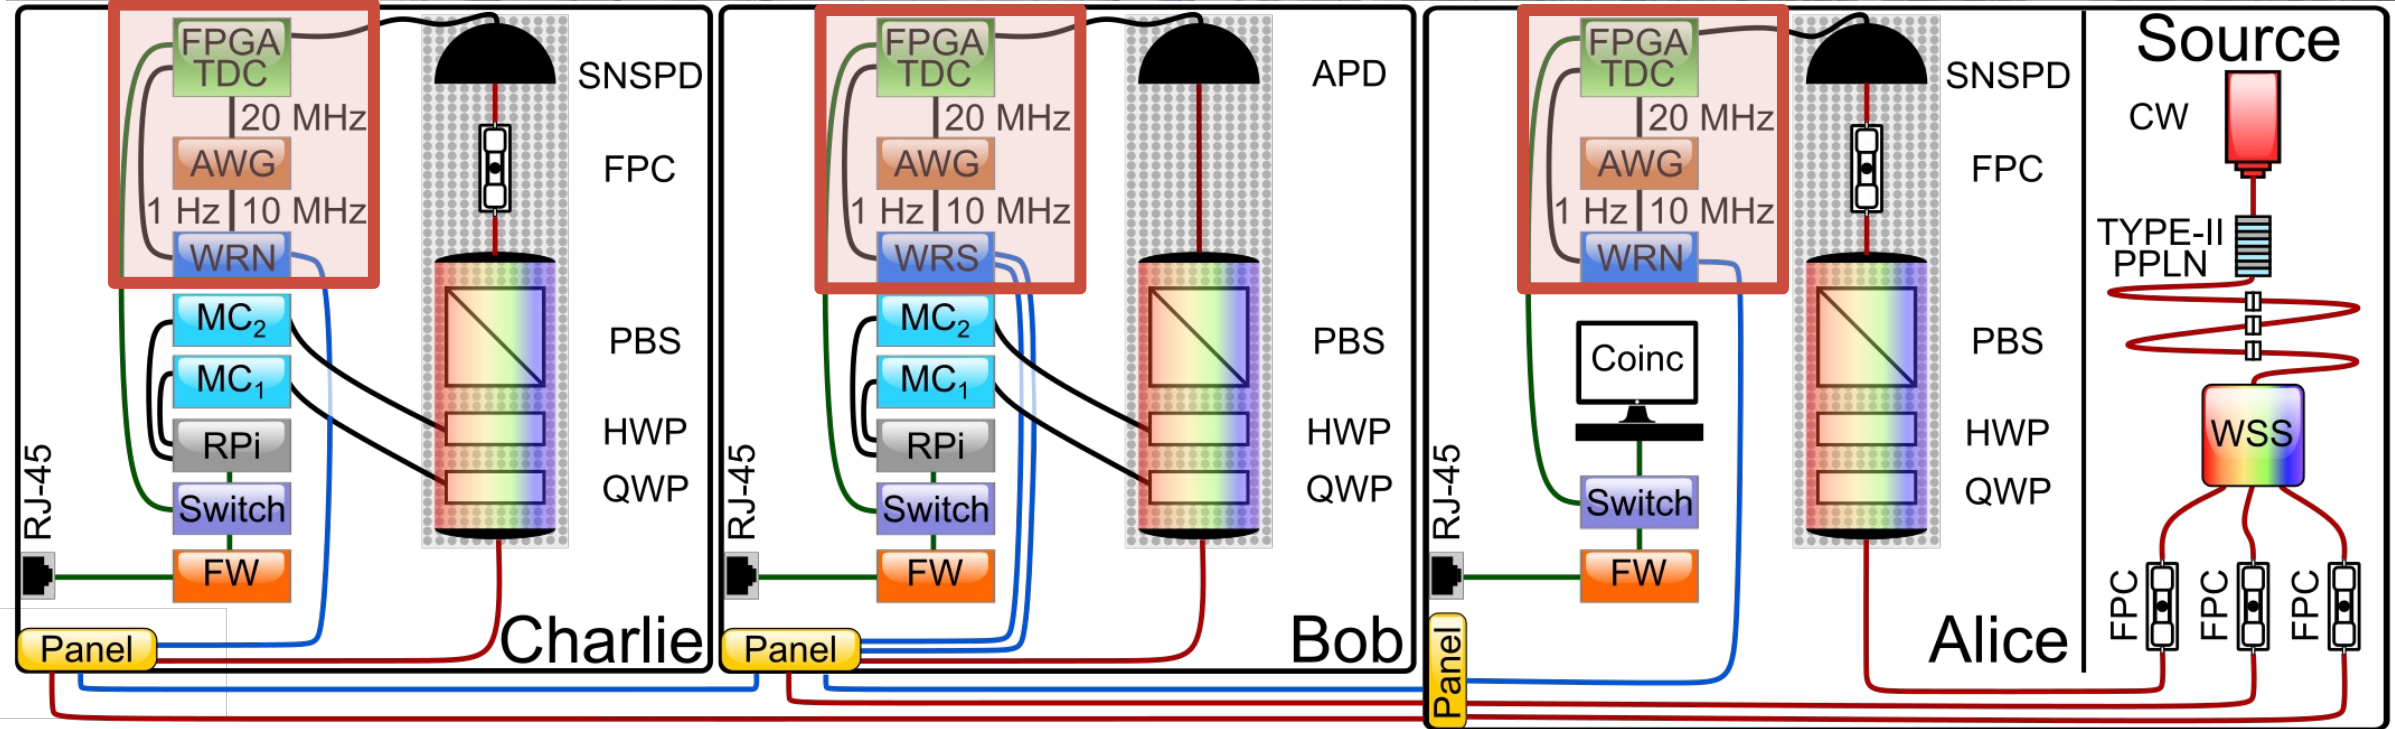 FPGA
TDC
20 MHz
AWG
1 Hz
10 MHz
WRN
MC2
MC1
RPi
Switch
FW
RJ-45
Panel
SNSPD
FPC
PBS
HWP
QWP
Charlie
FPGA
TDC
20 MHz
AWG
1 Hz
10 MHz
WRS
MC2
MC1
RPi
Switch
FW
RJ-45
Panel
APD
PBS
HWP
QWP
Bob
FPGA
TDC
20 MHz
AWG
1 Hz
10 MHz
WRN
Coinc
Switch
FW
RJ-45
Panel
SNSPD
FPC
PBS
HWP
QWP
Alice
Source
CW
TYPE-II
PPLN
WSS
FPC
FPC
FPC